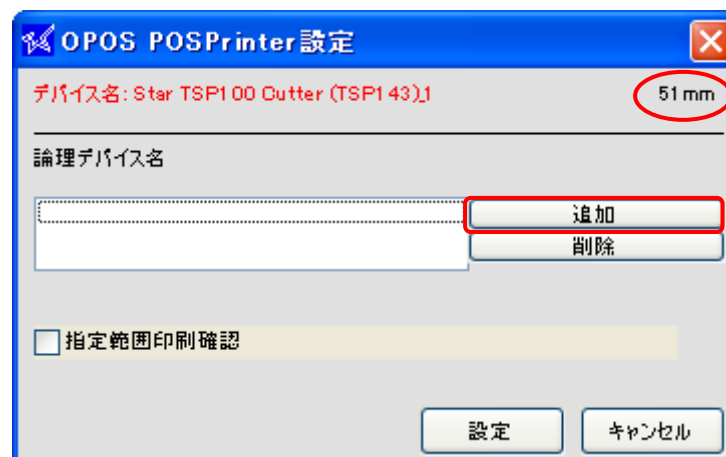 OPOS POSPrinter設定
デバイス名: Star TSP100 Cutter (TSP143)_1
51 mm
論理デバイス名
追加
削除
指定範囲印刷確認
設定
キャンセル